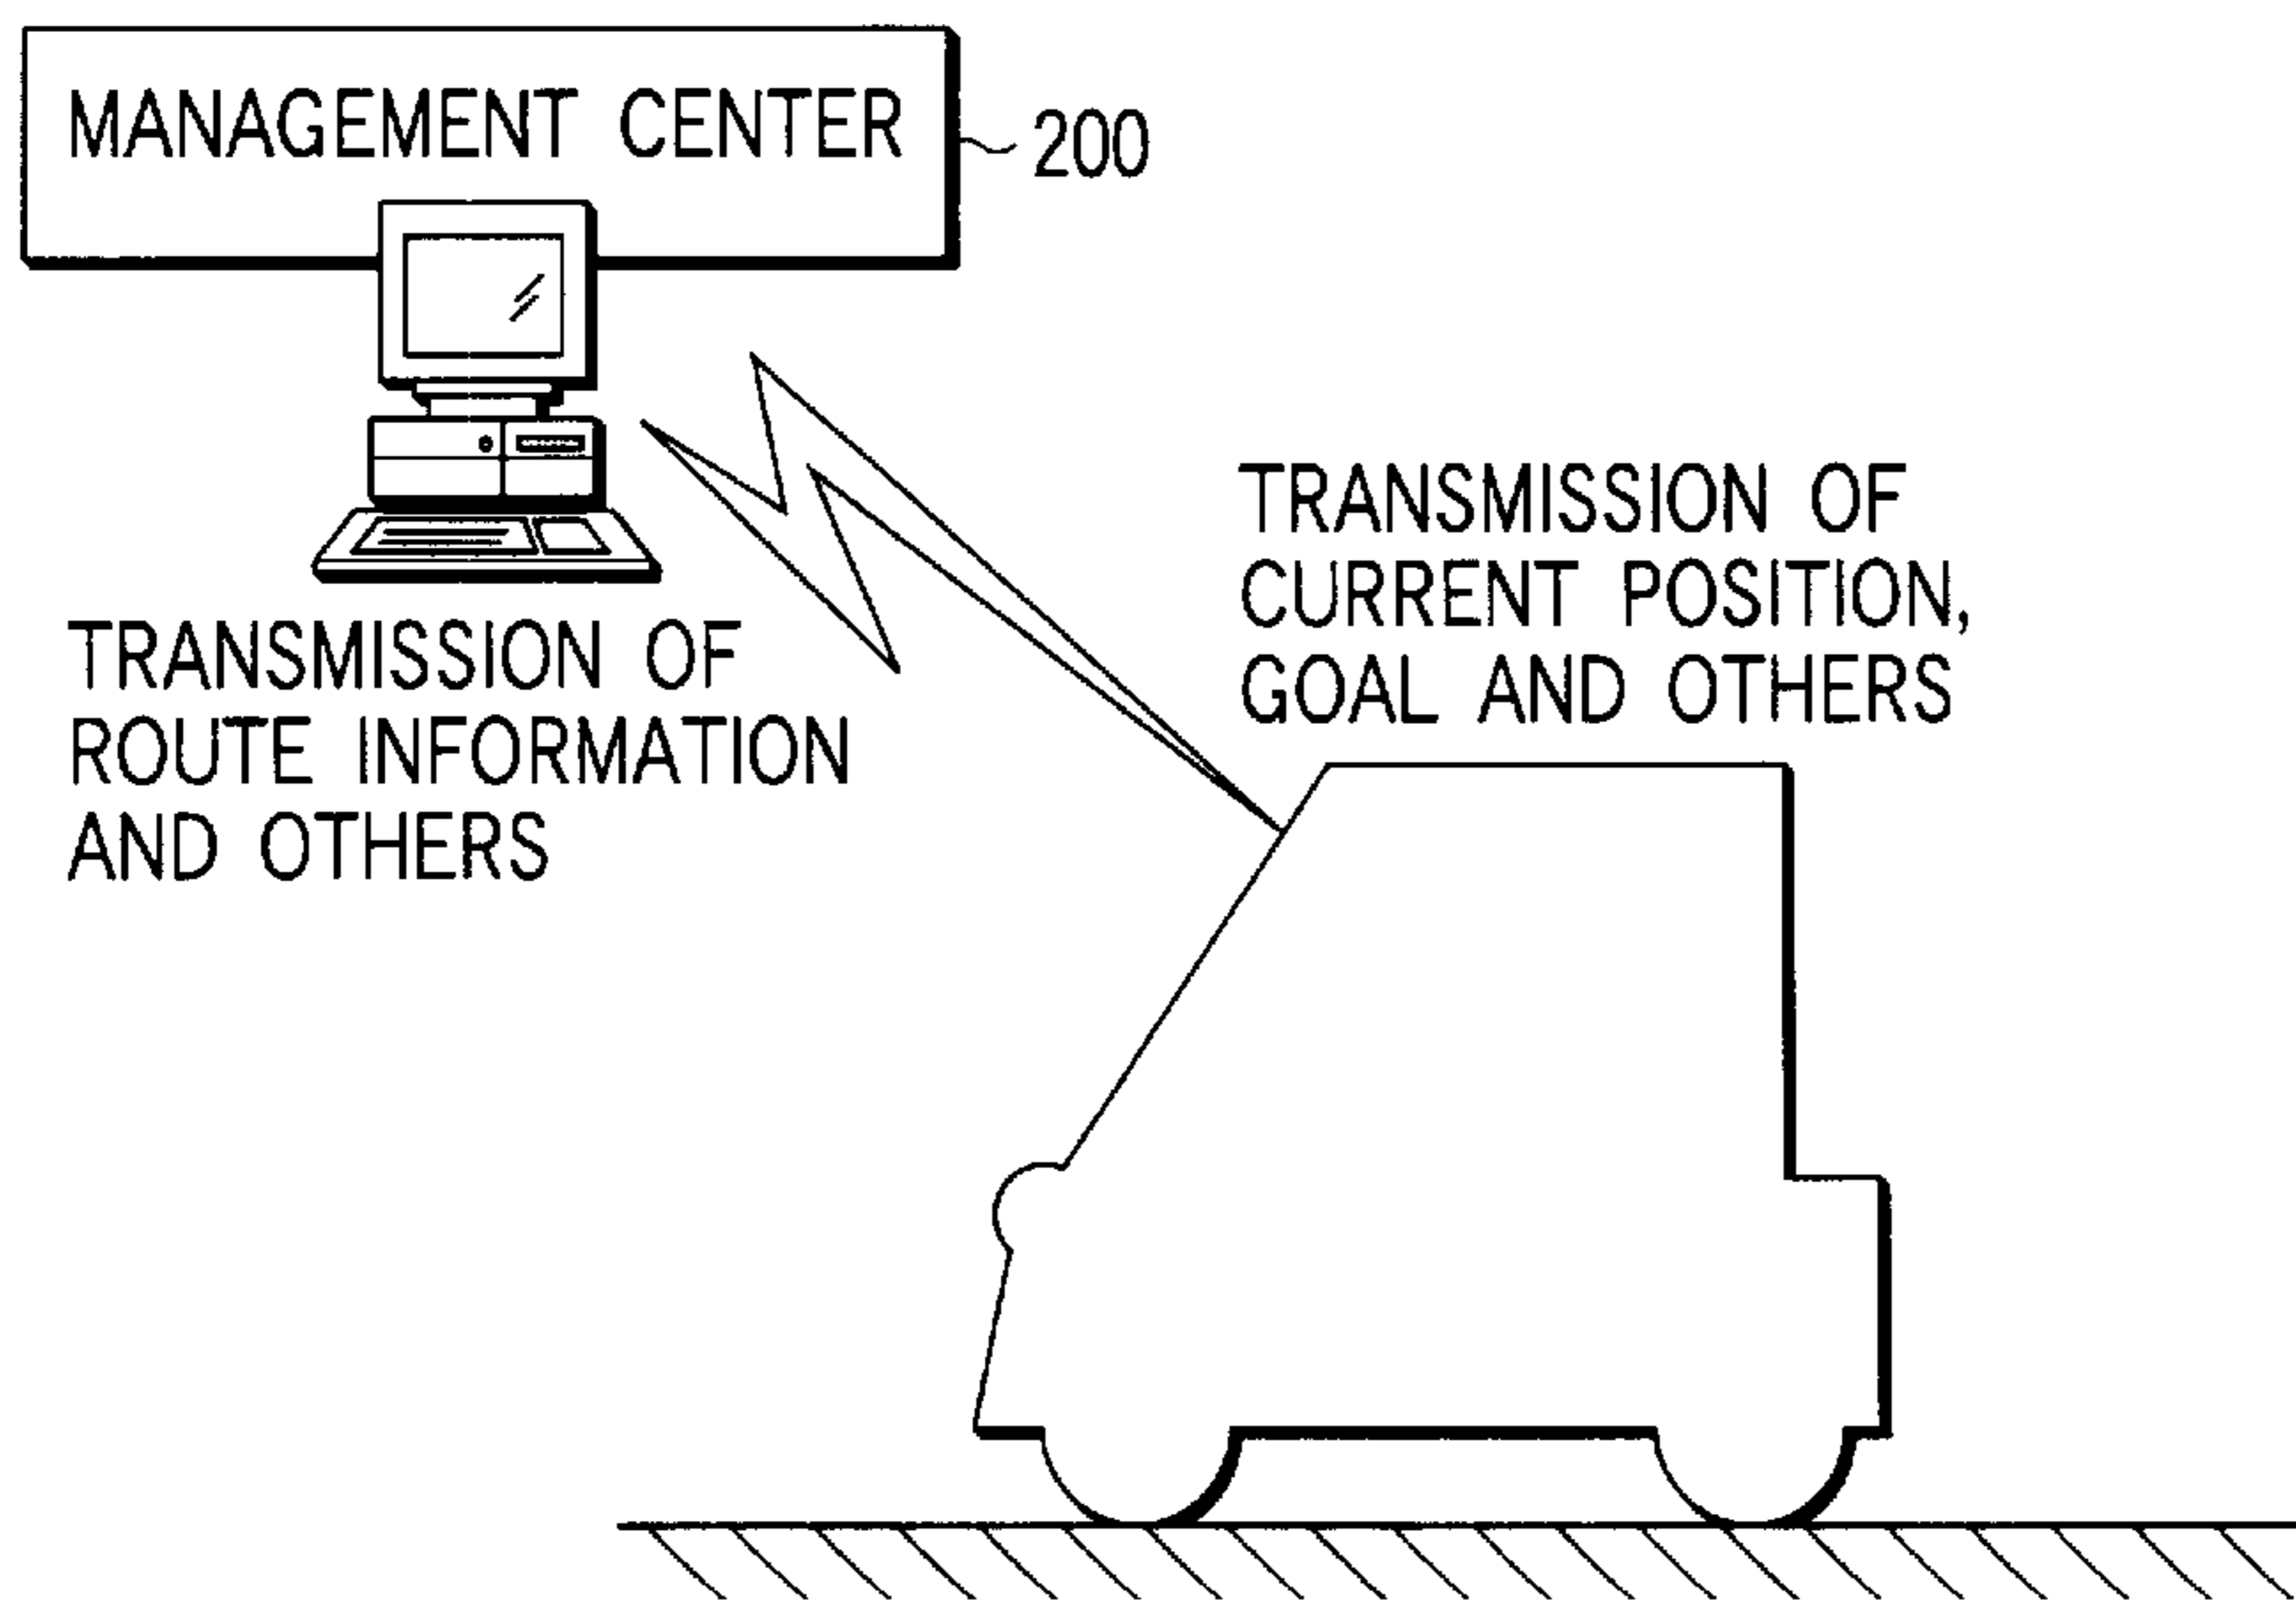 MANAGEMENT CENTER
200
TRANSMISSION OF
CURRENT POSITION,
GOAL AND OTHERS
TRANSMISSION OF
ROUTE INFORMATION
AND OTHERS